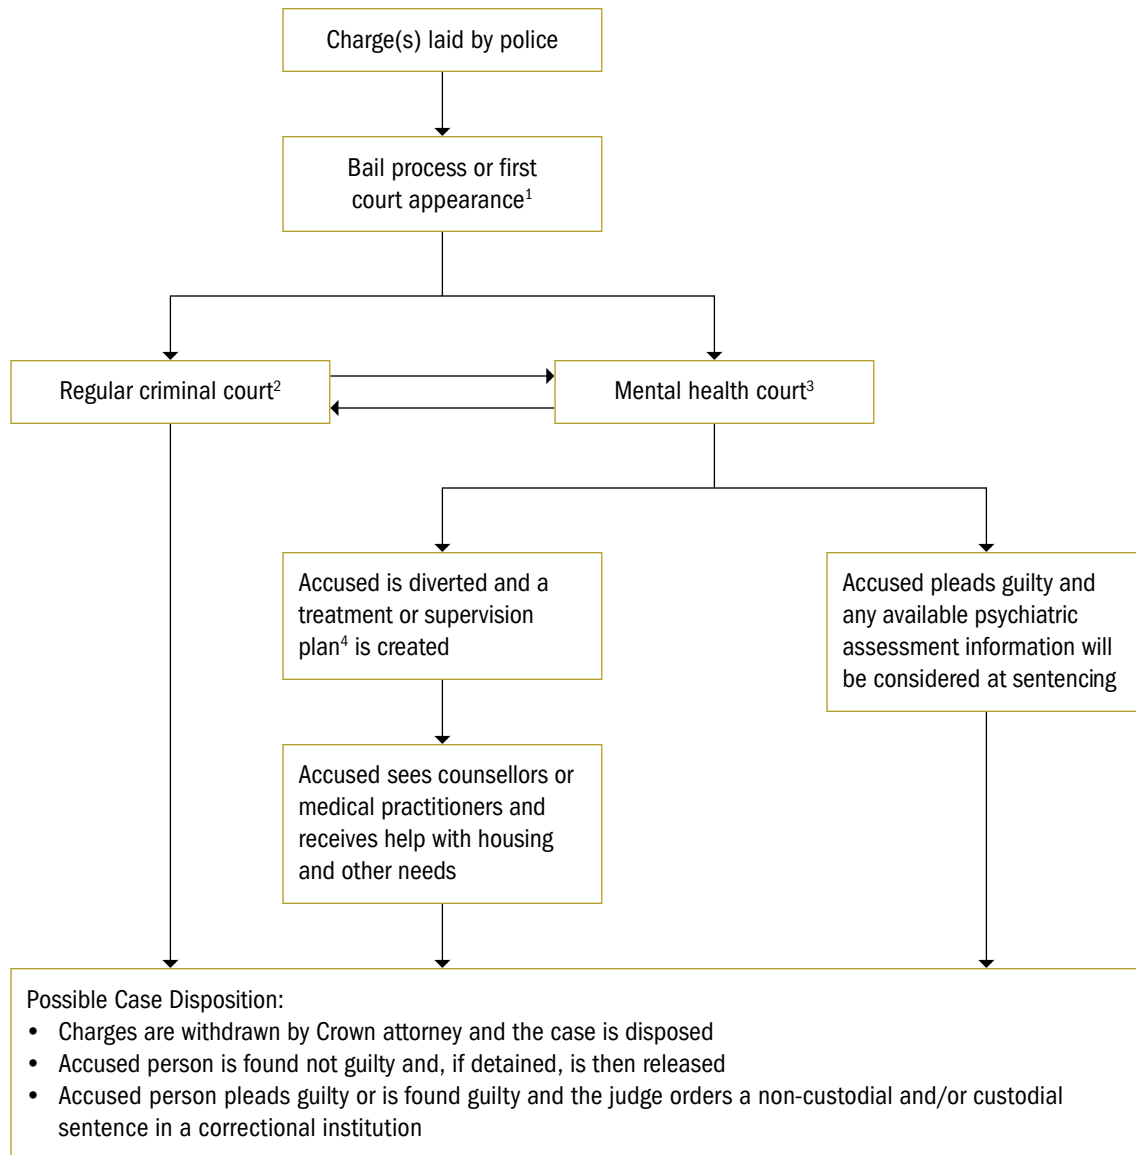 Charge(s) laid by police
Bail process or first
court appearance1
Regular criminal court2
Mental health court3
Accused is diverted and a
treatment or supervision
plan4 is created
Accused pleads guilty and
any available psychiatric
assessment information will
be considered at sentencing
Accused sees counsellors or
medical practitioners and
receives help with housing
and other needs
Possible Case Disposition:
• Charges are withdrawn by Crown attorney and the case is disposed
• Accused person is found not guilty and, if detained, is then released
• Accused person pleads guilty or is found guilty and the judge orders a non-custodial and/or custodial
sentence in a correctional institution